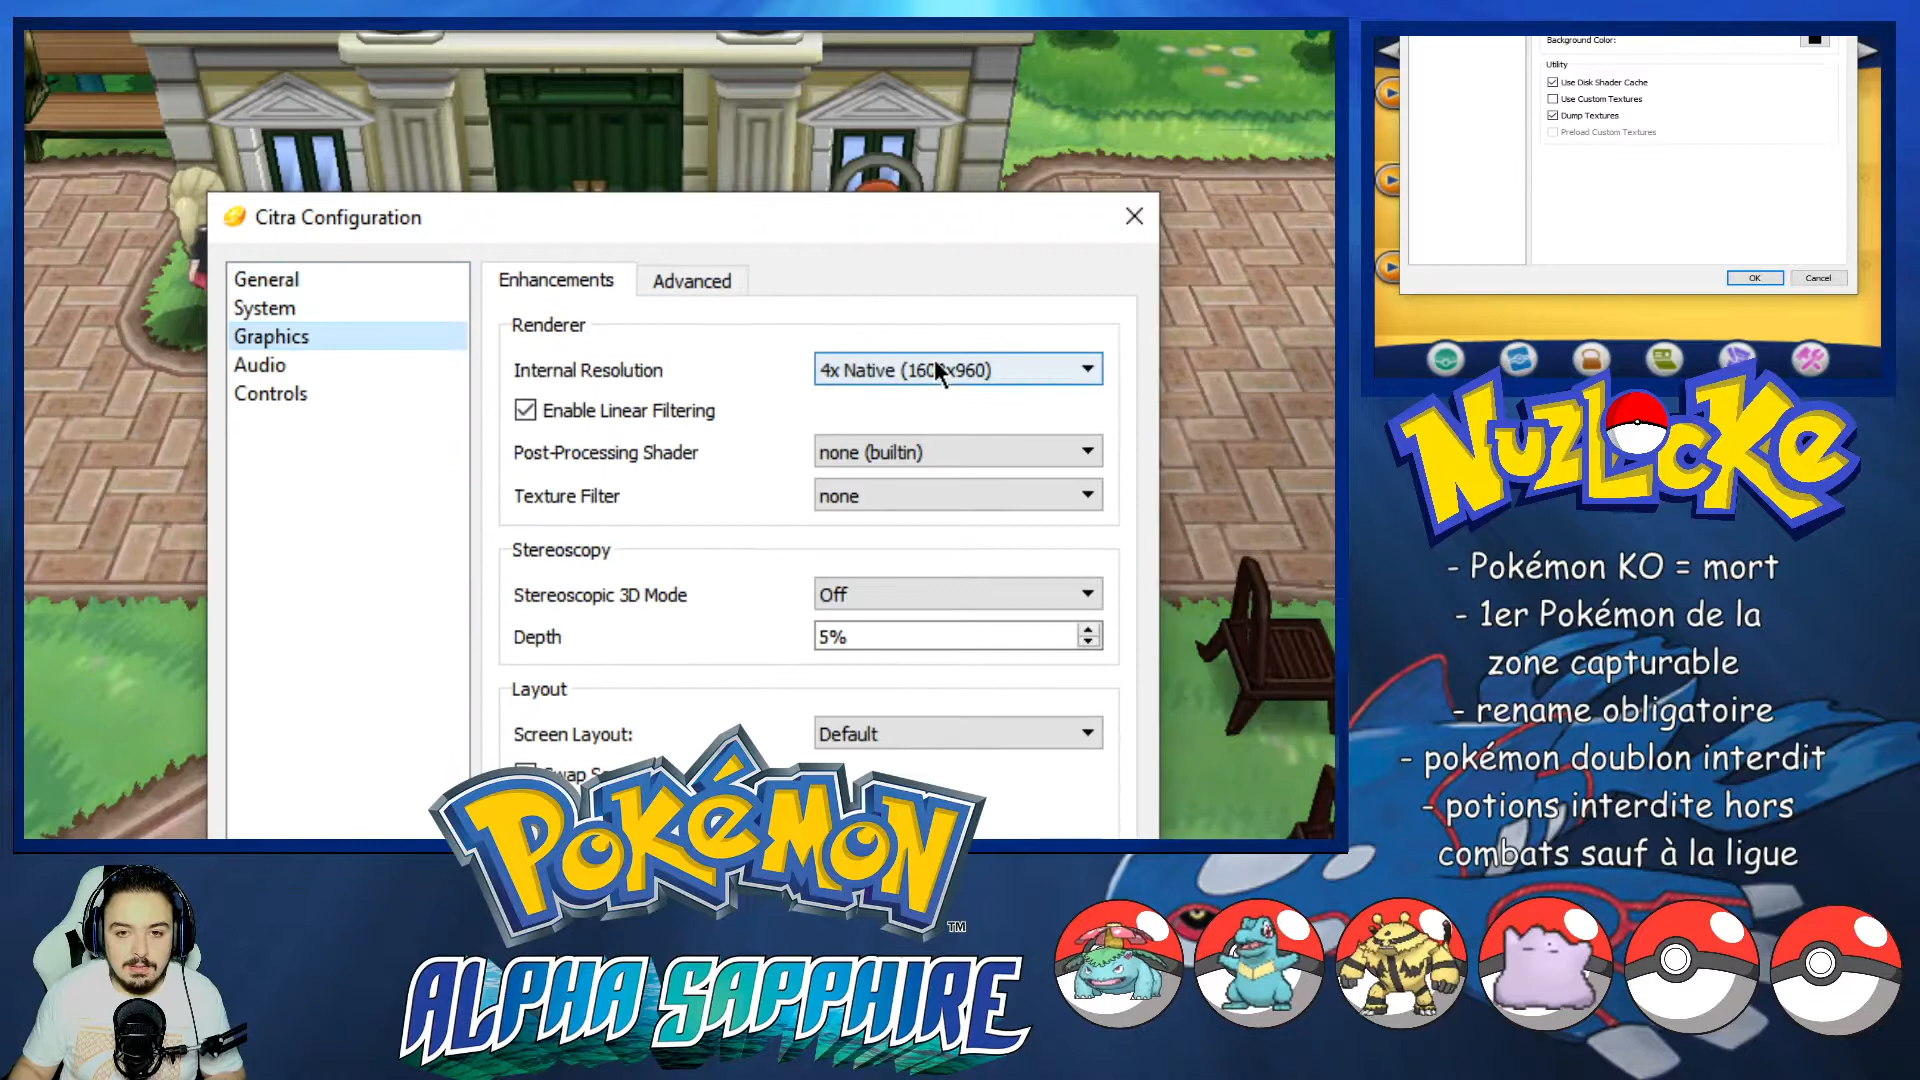 Citra Configuration
General
System
Graphics
Audio
Controls
Enhancements
Advanced
Renderer
Internal Resolution
4x Native (1600x960)
Enable Linear Filtering
Post-Processing Shader
none (builtin)
Texture Filter
none
Stereoscopy
Stereoscopic 3D Mode
Off
Depth
5%
Layout
Screen Layout:
Default
Background Color:
Utility
Use Disk Shader Cache
Use Custom Textures
Dump Textures
Preload Custom Textures
OK
Cancel
NUZLOCKE
- Pokémon KO = mort
- 1er Pokémon de la
zone capturable
- rename obligatoire
- pokémon doublon interdit
- potions interdite hors
combats sauf à la ligue
POKÉMON
TM
ALPHA SAPPHIRE